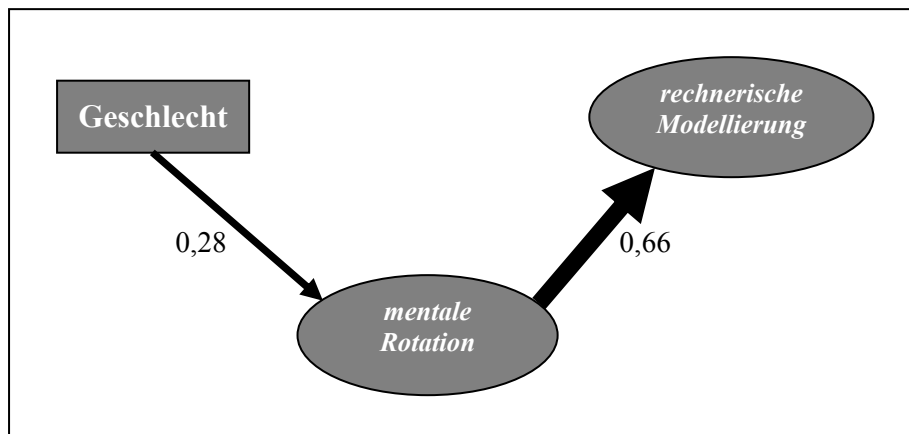 Geschlecht
rechnerische
Modellierung
0,28
0,66
mentale
Rotation